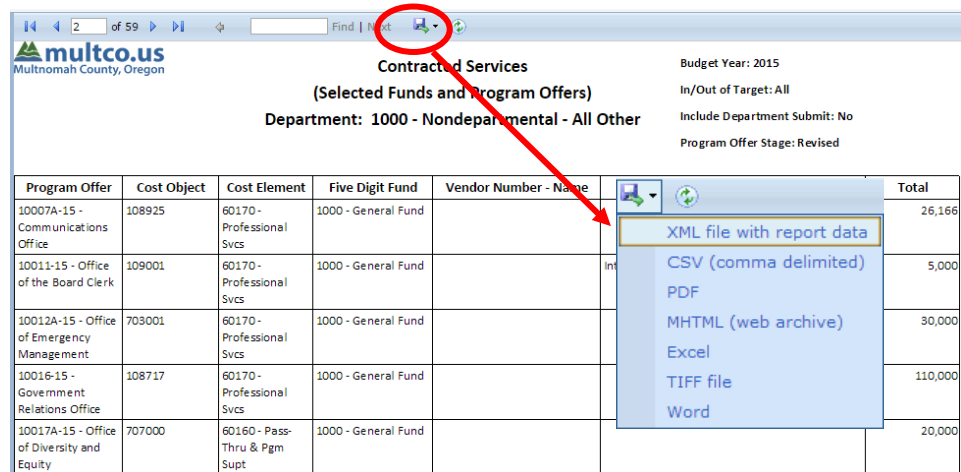 2 of 59 Find | Next
multco.us
Multnomah County, Oregon
Contracted Services
(Selected Funds and Program Offers)
Department: 1000 - Nondepartmental - All Other
Budget Year: 2015
In/Out of Target: All
Include Department Submit: No
Program Offer Stage: Revised
Program Offer Cost Object Cost Element Five Digit Fund Vendor Number - Name Total
10007A-15 - 108925 60170 - 1000 - General Fund 26,166
Communications Professional
Office Svcs
10011-15 - Office 109001 60170 - 1000 - General Fund 5,000
of the Board Clerk Professional
Svcs
10012A-15 - Office 703001 60170 - 1000 - General Fund 30,000
of Emergency Professional
Management Svcs
10016-15 - 108717 60170 - 1000 - General Fund 110,000
Government Professional
Relations Office Svcs
10017A-15 - Office 707000 60160 - Pass- 1000 - General Fund 20,000
of Diversity and Thru & Pgm
Equity Supt
XML file with report data
CSV (comma delimited)
PDF
MHTML (web archive)
Excel
TIFF file
Word